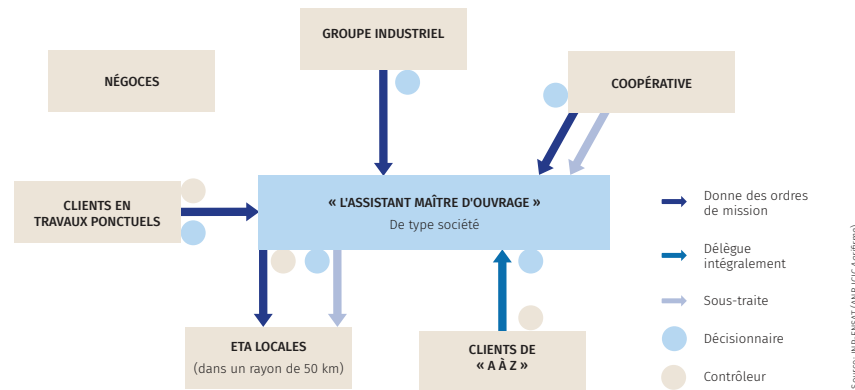 GROUPE INDUSTRIEL
NÉGOCES
COOPÉRATIVE
CLIENTS EN
TRAVAUX PONCTUELS
« L'ASSISTANT MAÎTRE D'OUVRAGE »
De type société
ETA LOCALES
(dans un rayon de 50 km)
CLIENTS DE
« A À Z »
Donne des ordres
de mission
Délègue
intégralement
Sous-traite
Décisionnaire
Contrôleur